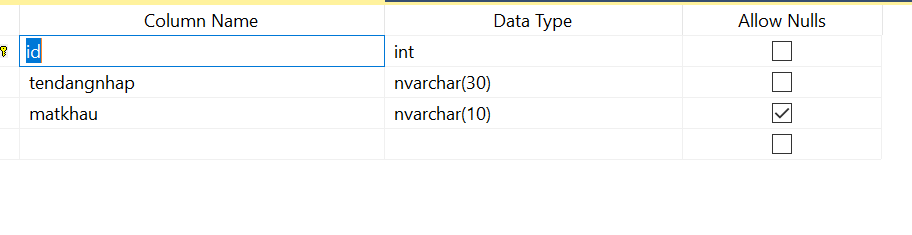 Column Name Data Type Allow Nulls
id int
tendangnhap nvarchar(30)
matkhau nvarchar(10)